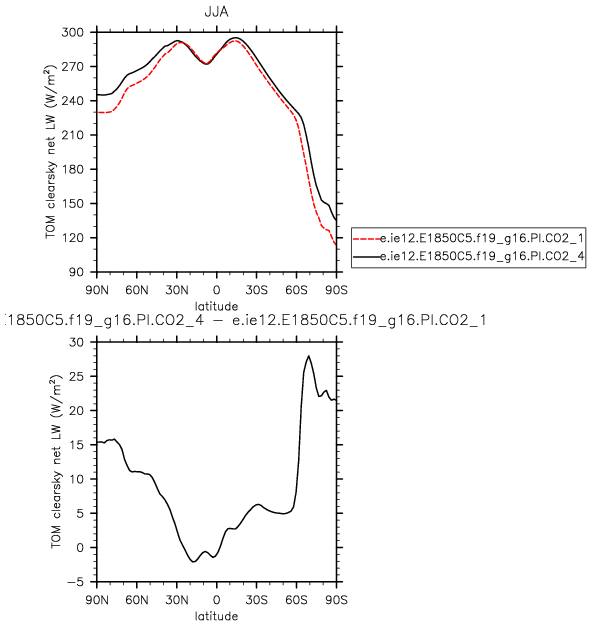 JJA
TOM clearsky net LW (W/m²)
300
270
240
210
180
150
120
90
90N 60N 30N 0 30S 60S 90S
latitude
e.ie12.E1850C5.f19_g16.PI.CO2_1
e.ie12.E1850C5.f19_g16.PI.CO2_4
:1850C5.f19_g16.PI.CO2_4 — e.ie12.E1850C5.f19_g16.PI.CO2_1
TOM clearsky net LW (W/m²)
30
25
20
15
10
5
0
−5
90N 60N 30N 0 30S 60S 90S
latitude